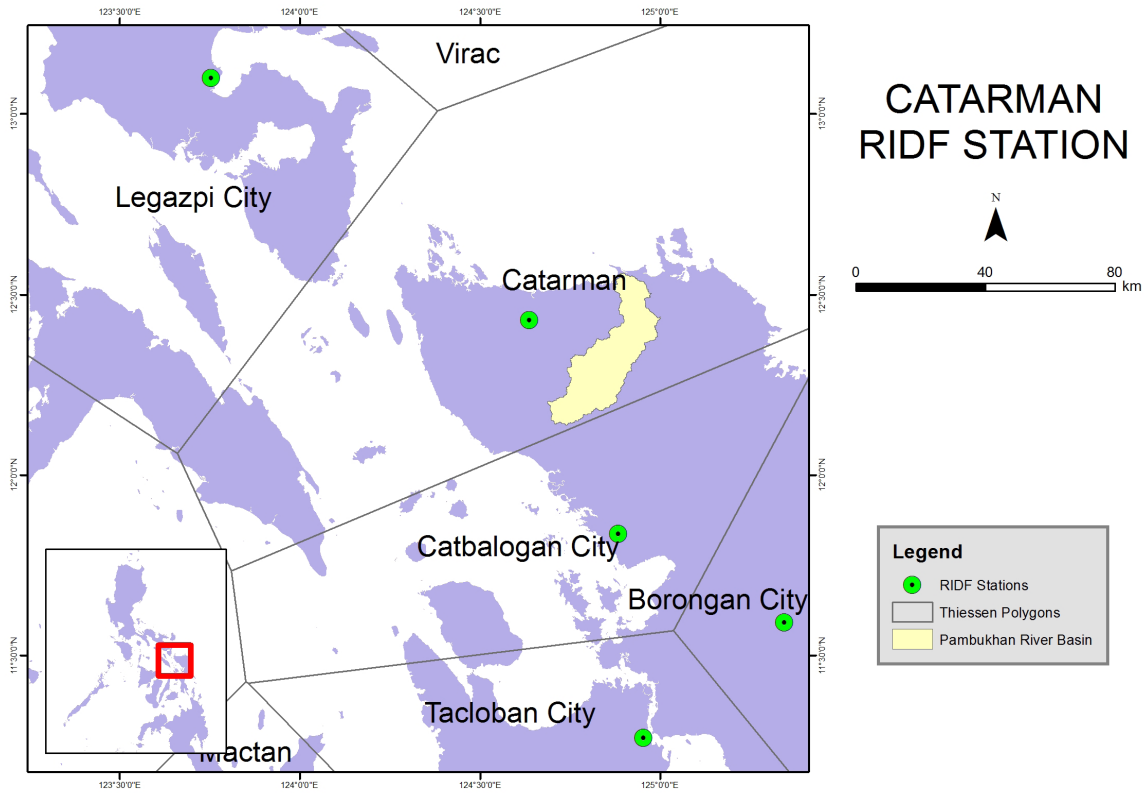 123°30'0"E
124°0'0"E
124°30'0"E
125°0'0"E
Virac
CATARMAN
RIDF STATION
13°0'0"N
13°0'0"N
Legazpi City
N
Catarman
0
40
80
km
12°30'0"N
12°30'0"N
12°0'0"N
12°0'0"N
Catbalogan City
Legend
RIDF Stations
Borongan City
Thiessen Polygons
Pambukhan River Basin
11°30'0"N
11°30'0"N
Tacloban City
Mactan
123°30'0"E
124°0'0"E
124°30'0"E
125°0'0"E